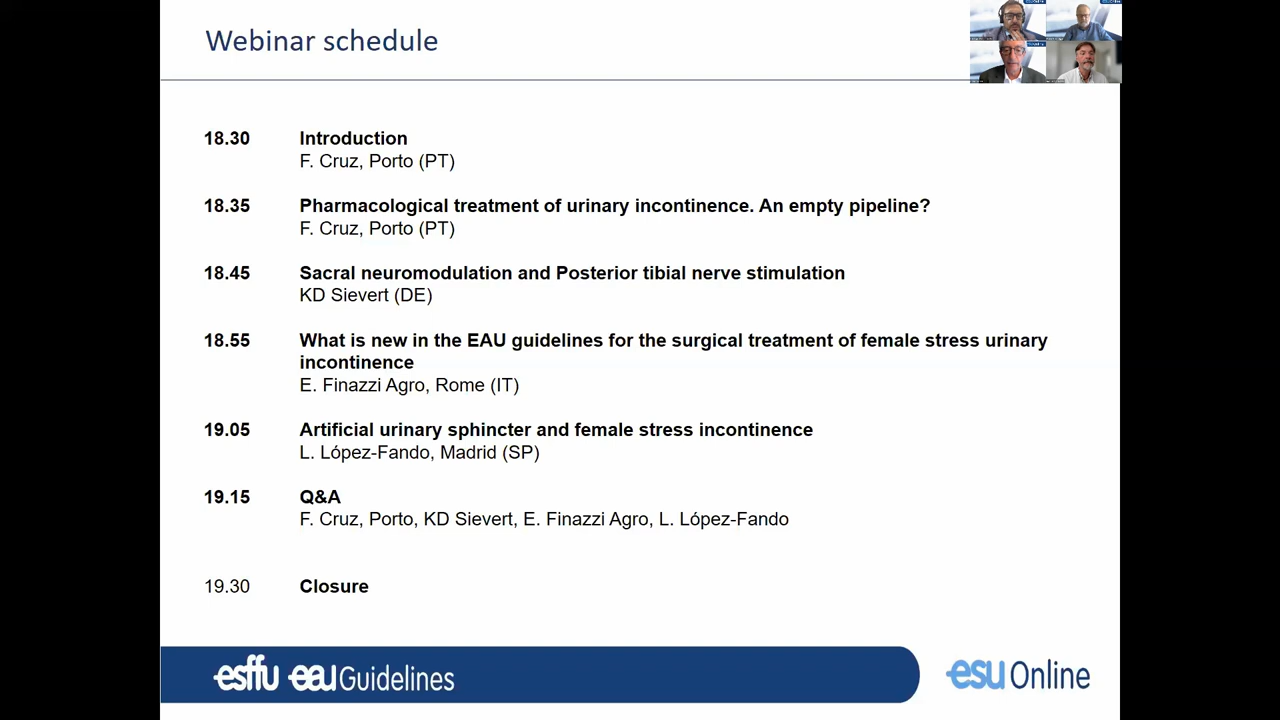 Webinar schedule
18.30 Introduction
F. Cruz, Porto (PT)
18.35 Pharmacological treatment of urinary incontinence. An empty pipeline?
F. Cruz, Porto (PT)
18.45 Sacral neuromodulation and Posterior tibial nerve stimulation
KD Sievert (DE)
18.55 What is new in the EAU guidelines for the surgical treatment of female stress urinary
incontinence
E. Finazzi Agro, Rome (IT)
19.05 Artificial urinary sphincter and female stress incontinence
L. López-Fando, Madrid (SP)
19.15 Q&A
F. Cruz, Porto, KD Sievert, E. Finazzi Agro, L. López-Fando
19.30 Closure
esffu eau Guidelines
esu Online